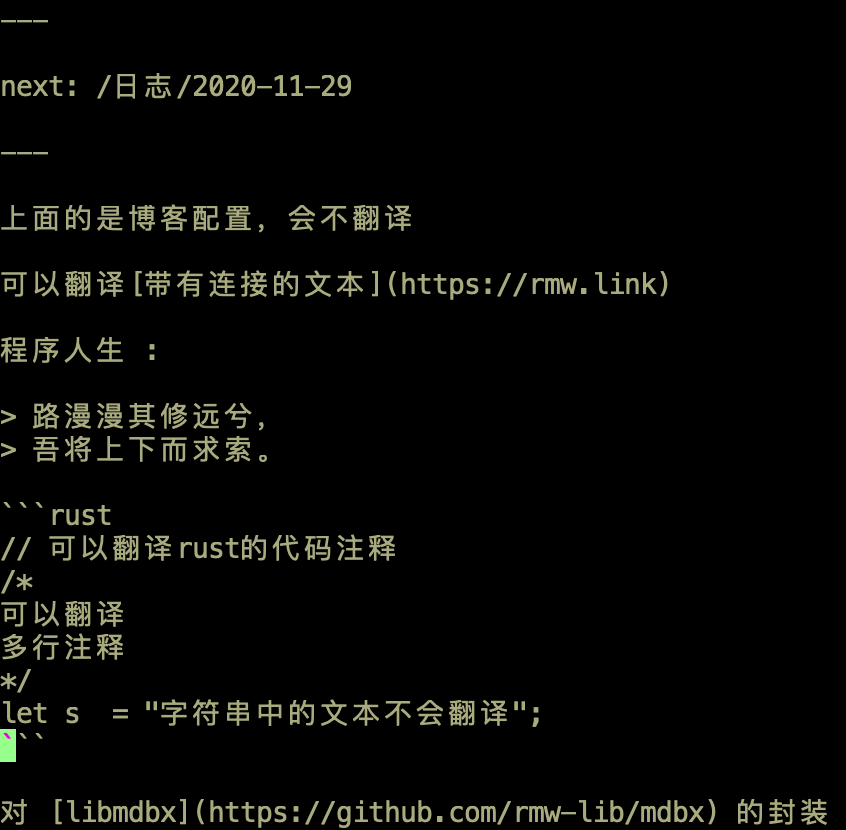 ---
next: /日志/2020-11-29
---
上面的是博客配置，会不翻译
可以翻译[带有连接的文本](https://rmw.link)
程序人生 :
> 路漫漫其修远兮，
> 吾将上下而求索。
```rust
// 可以翻译rust的代码注释
/*
可以翻译
多行注释
*/
let s  = "字符串中的文本不会翻译";
```
对 [libmdbx](https://github.com/rmw-lib/mdbx) 的封装